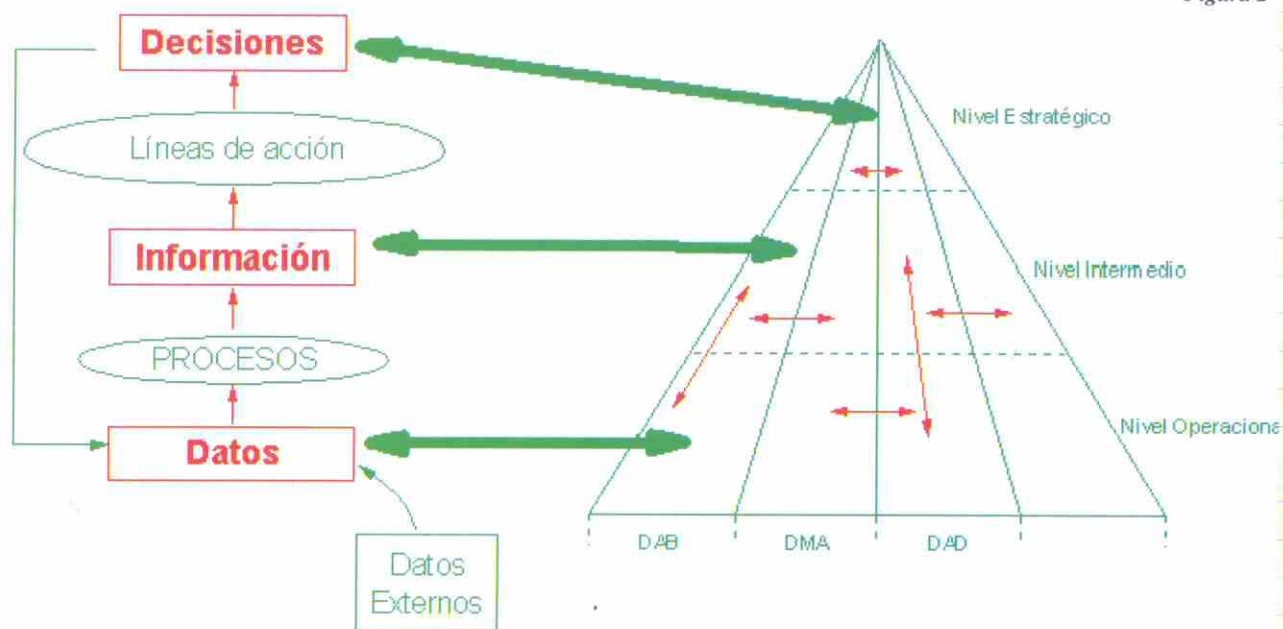 Decisiones
Líneas de acción
Información
PROCESOS
Datos
Datos
Externos
Nivel Estratégico
Nivel Intermedio
Nivel Operaciona
DAB
DMA
DAD